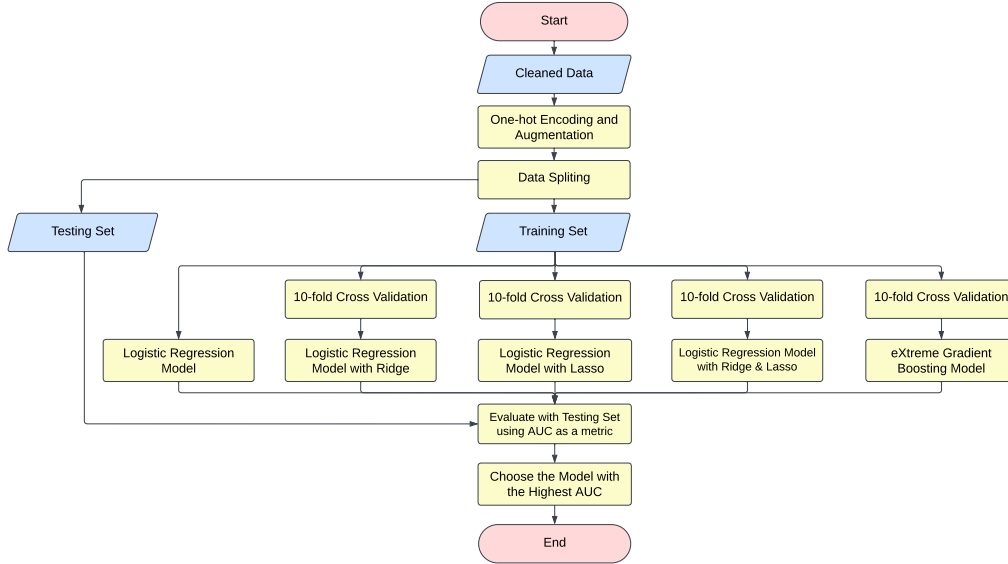 Start
Cleaned Data
One-hot Encoding and
Augmentation
Data Spliting
Testing Set
Training Set
10-fold Cross Validation
10-fold Cross Validation
10-fold Cross Validation
10-fold Cross Validation
Logistic Regression
Model
Logistic Regression
Model with Ridge
Logistic Regression
Model with Lasso
Logistic Regression Model
with Ridge & Lasso
eXtreme Gradient
Boosting Model
Evaluate with Testing Set
using AUC as a metric
Choose the Model with
the Highest AUC
End